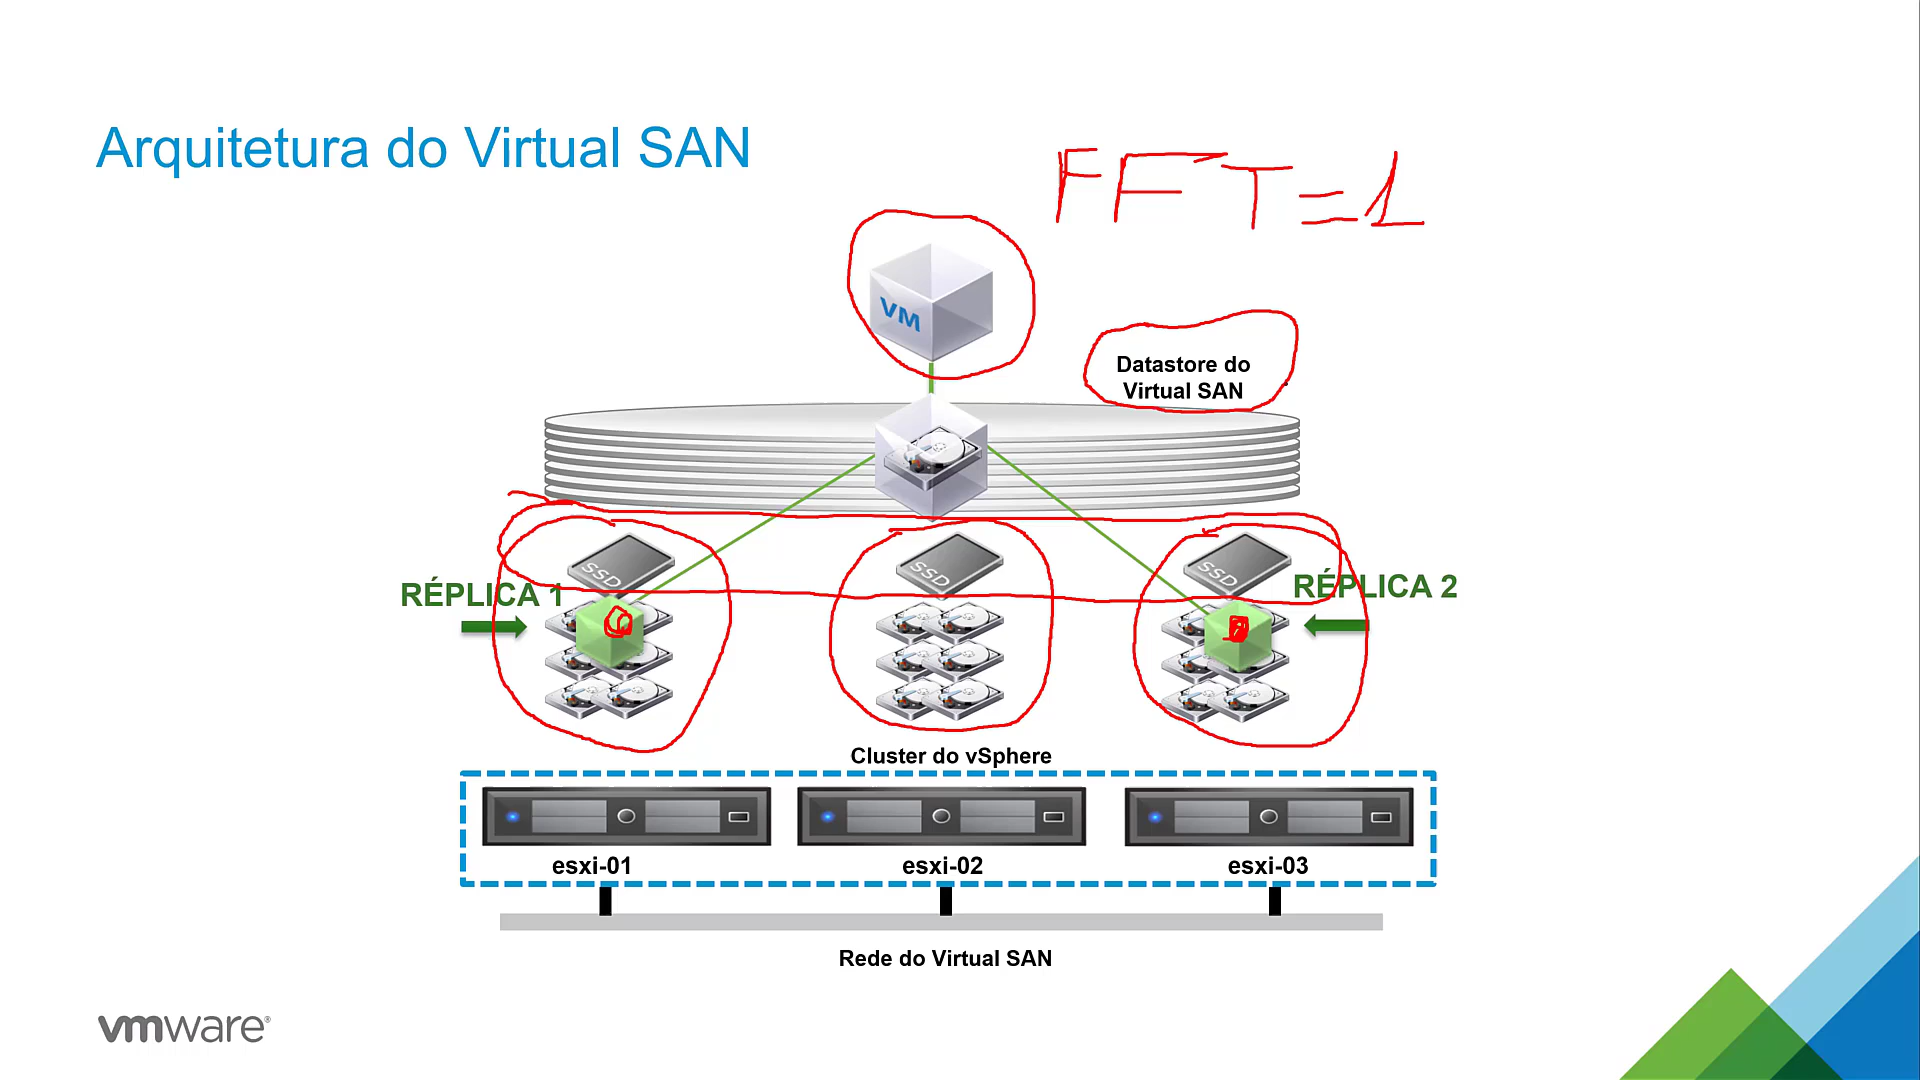 Arquitetura do Virtual SAN
FFT=1
VM
Datastore do
Virtual SAN
SSD
SSD
SSD
RÉPLICA 1
RÉPLICA 2
Cluster do vSphere
esxi-01
esxi-02
esxi-03
Rede do Virtual SAN
vmware®